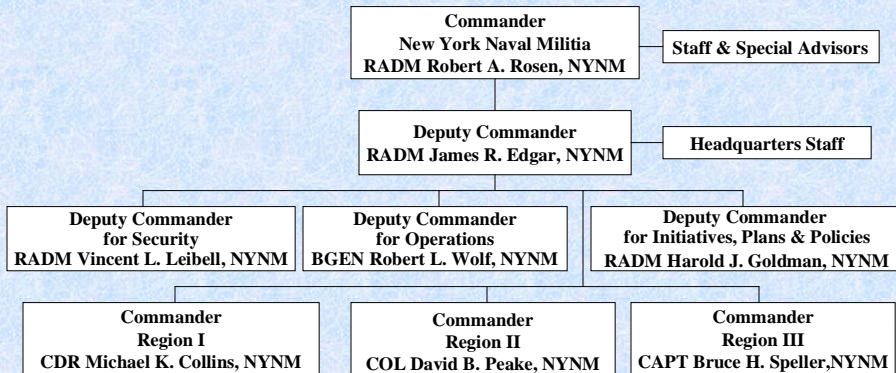 Commander
New York Naval Militia
RADM Robert A. Rosen, NYNM
Staff & Special Advisors
Deputy Commander
RADM James R. Edgar, NYNM
Headquarters Staff
Deputy Commander
for Security
RADM Vincent L. Leibell, NYNM
Deputy Commander
for Operations
BGEN Robert L. Wolf, NYNM
Deputy Commander
for Initiatives, Plans & Policies
RADM Harold J. Goldman, NYNM
Commander
Region I
CDR Michael K. Collins, NYNM
Commander
Region II
COL David B. Peake, NYNM
Commander
Region III
CAPT Bruce H. Speller,NYNM